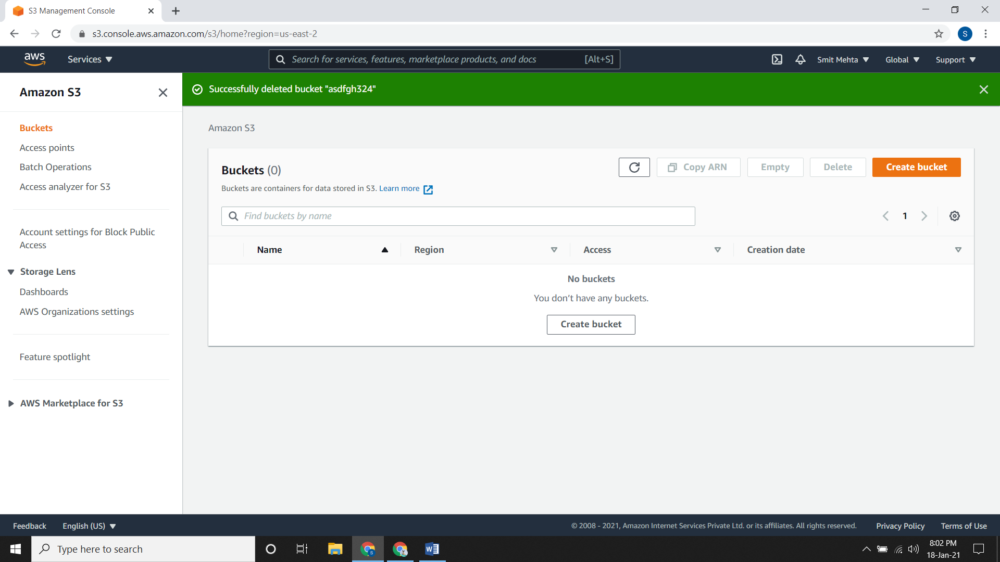 S3 Management Console
s3.console.aws.amazon.com/s3/home?region=us-east-2
aws
Services
Search for services, features, marketplace products, and docs [Alt+S]
Smit Mehta
Global
Support
Amazon S3
Successfully deleted bucket "asdfgh324"
Buckets
Access points
Batch Operations
Access analyzer for S3
Account settings for Block Public
Access
Storage Lens
Dashboards
AWS Organizations settings
Feature spotlight
AWS Marketplace for S3
Amazon S3
Buckets (0)
Copy ARN
Empty
Delete
Create bucket
Buckets are containers for data stored in S3. Learn more
Find buckets by name
1
Name
Region
Access
Creation date
No buckets
You don’t have any buckets.
Create bucket
Feedback
English (US)
© 2008 - 2021, Amazon Internet Services Private Ltd. or its affiliates. All rights reserved.
Privacy Policy
Terms of Use
Type here to search
8:02 PM
18-Jan-21
S